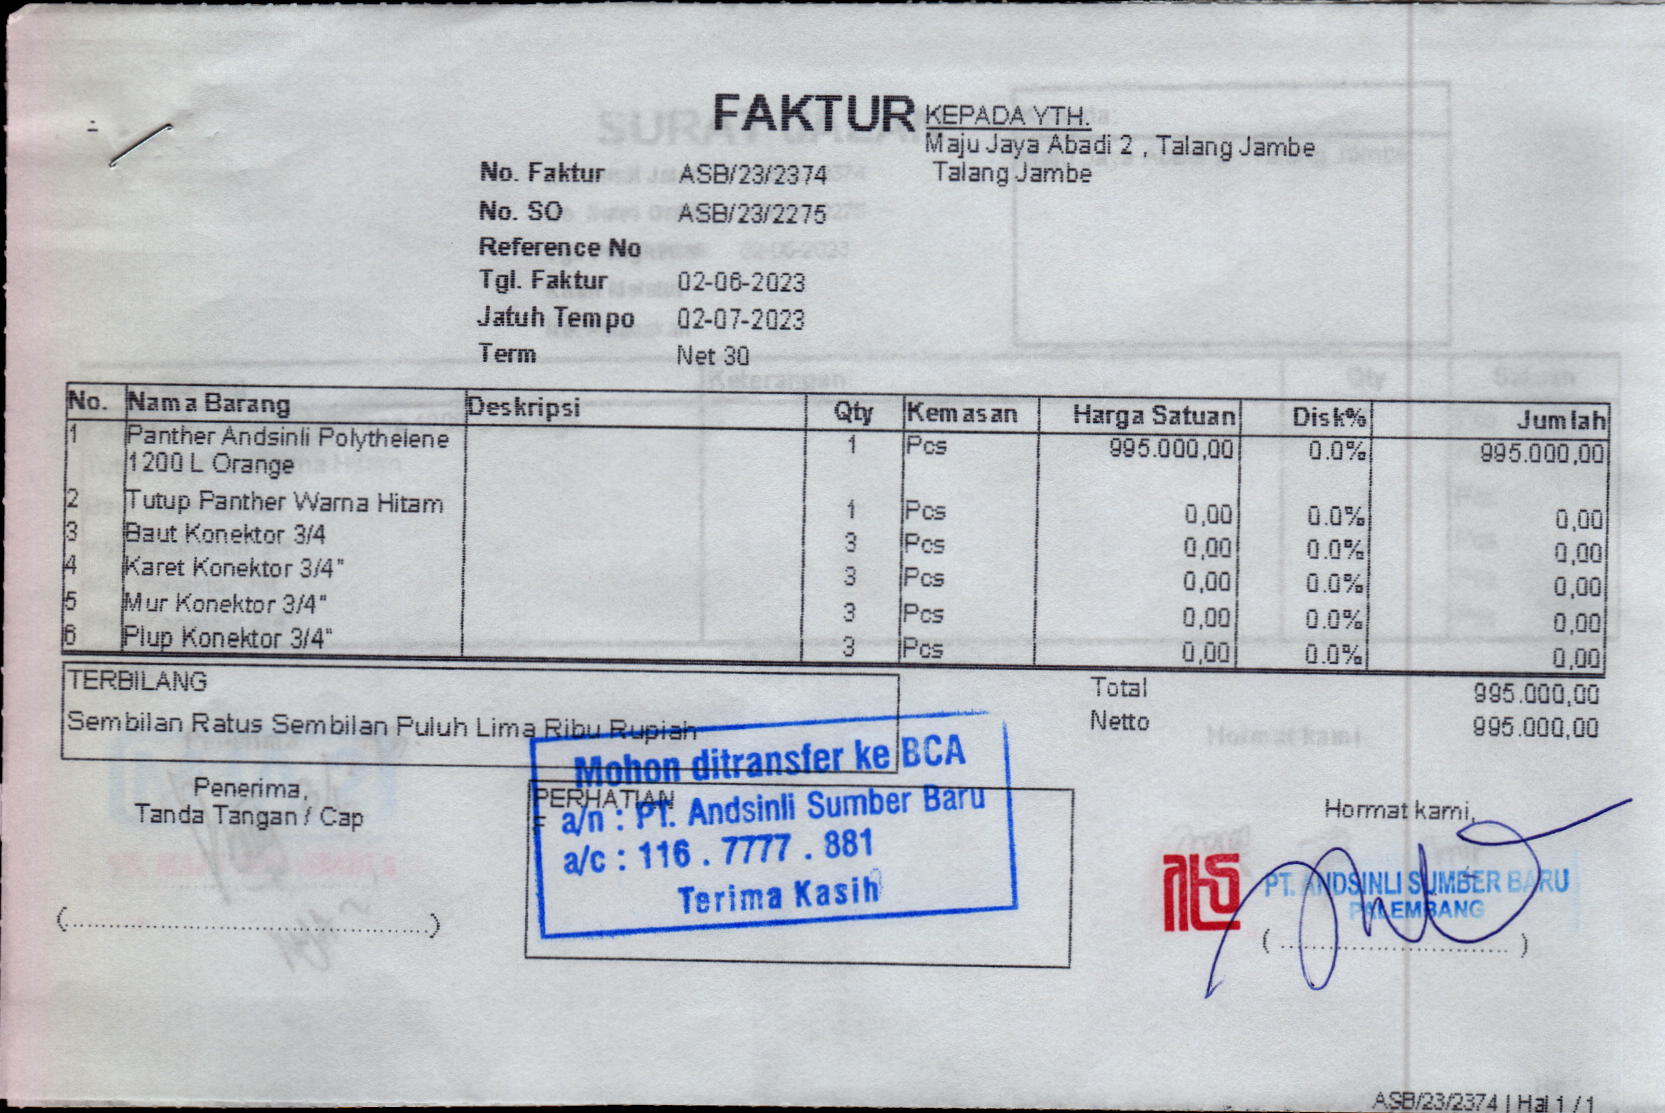 FAKTUR
KEPADA YTH.
Maju Jaya Abadi 2 , Talang Jambe
Talang Jambe
No. Faktur ASB/23/2374
No. SO ASB/23/2275
Reference No
Tgl. Faktur 02-06-2023
Jatuh Tempo 02-07-2023
Term Net 30
No. Nama Barang Deskripsi Qty Kemasan Harga Satuan Disk% Jumlah
1 Panther Andsinli Polythelene 1 Pcs 995.000,00 0.0% 995.000,00
1200 L Orange
2 Tutup Panther Warna Hitam 1 Pcs 0,00 0.0% 0,00
3 Baut Konektor 3/4 3 Pcs 0,00 0.0% 0,00
4 Karet Konektor 3/4" 3 Pcs 0,00 0.0% 0,00
5 Mur Konektor 3/4" 3 Pcs 0,00 0.0% 0,00
6 Plup Konektor 3/4" 3 Pcs 0,00 0.0% 0,00
TERBILANG
Sembilan Ratus Sembilan Puluh Lima Ribu Rupiah
Total 995.000,00
Netto 995.000,00
Penerima,
Tanda Tangan / Cap
(..............................................)
PERHATIAN
F
Mohon ditransfer ke BCA
a/n : PT. Andsinli Sumber Baru
a/c : 116 . 7777 . 881
Terima Kasih
Hormat kami,
PT. ANDSINLI SUMBER BARU
PALEMBANG
( ............................... )
ASB/23/2374 | Hal 1 / 1